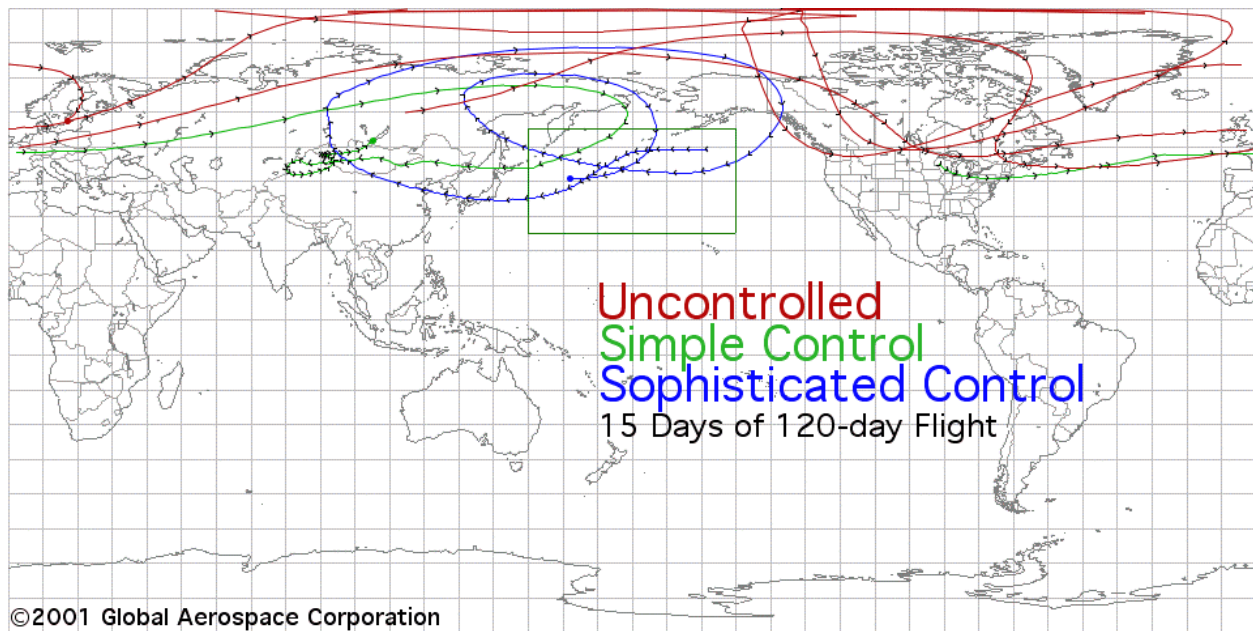 Uncontrolled
Simple Control
Sophisticated Control
15 Days of 120-day Flight
©2001 Global Aerospace Corporation